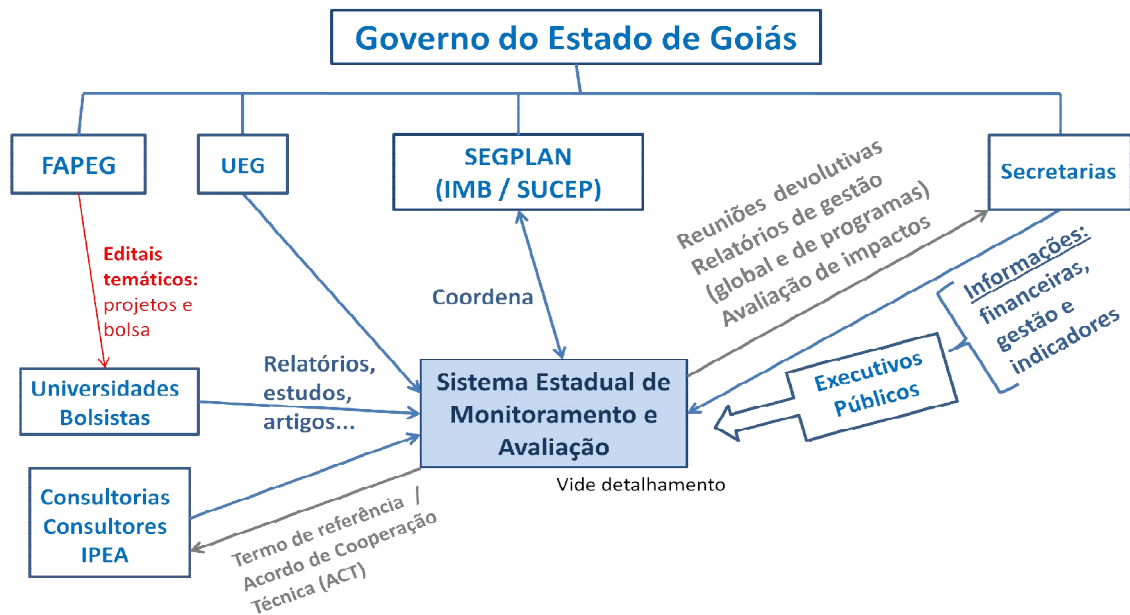 Governo do Estado de Goiás
FAPEG
UEG
SEGPLAN
(IMB / SUCEP)
Secretarias
Reuniões devolutivas
Relatórios de gestão
(global e de programas)
Avaliação de impactos
Editais
temáticos:
projetos e
bolsa
Coordena
Informações:
financeiras,
gestão e
indicadores
Universidades
Bolsistas
Relatórios,
estudos,
artigos...
Sistema Estadual de
Monitoramento e
Avaliação
Executivos
Públicos
Vide detalhamento
Consultorias
Consultores
IPEA
Termo de referência /
Acordo de Cooperação
Técnica (ACT)